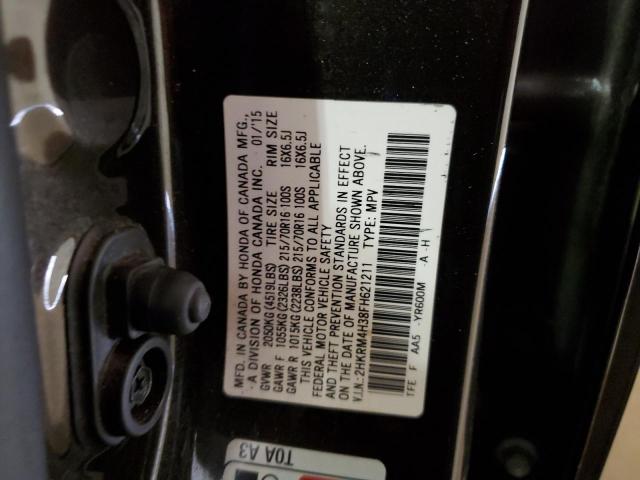 MFD. IN CANADA BY HONDA OF CANADA MFG.,
A DIVISION OF HONDA CANADA INC. 01/15
GVWR 2050KG(4519LBS) TIRE SIZE RIM SIZE
GAWR F 1055KG(2326LBS) 215/70R16 100S 16X6.5J
GAWR R 1015KG(2238LBS) 215/70R16 100S 16X6.5J
THIS VEHICLE CONFORMS TO ALL APPLICABLE
FEDERAL MOTOR VEHICLE SAFETY
AND THEFT PREVENTION STANDARDS IN EFFECT
ON THE DATE OF MANUFACTURE SHOWN ABOVE.
V.I.N.: 2HKRM4H38FH621211 TYPE: MPV
TFE F AA5 -YR600M -A -H
TOA A3